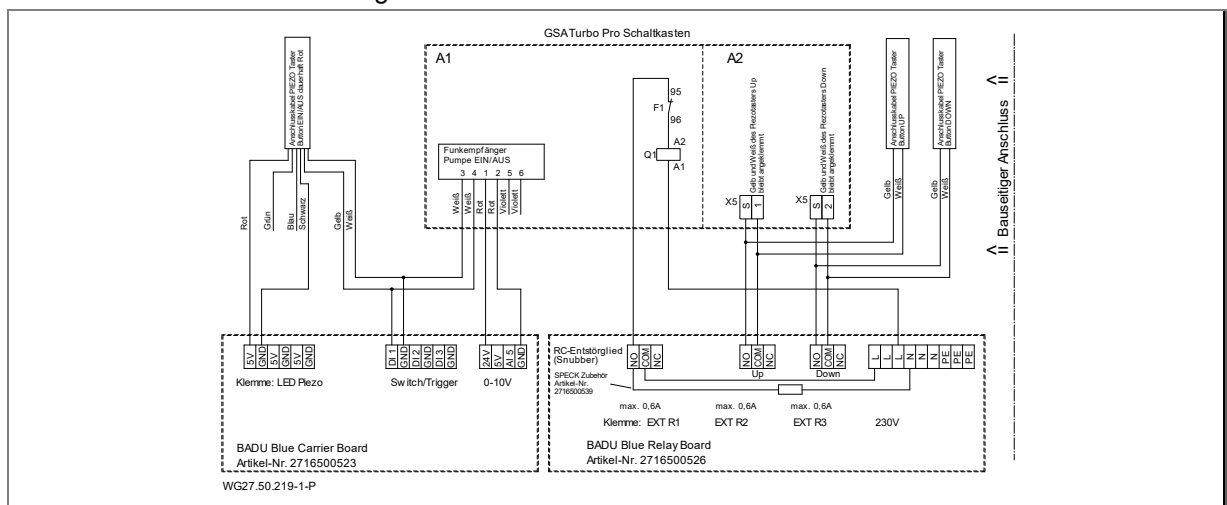 GSATurbo Pro Schaltkasten
A1
A2
Anschlusskabel PIEZO Taster
Button EIN/AUS dauerhaft Rot
Funkempfänger
Pumpe EIN/AUS
3 4 1 2 5 6
Weiß
Weiß
Rot
Rot
Violett
Violett
Rot
Grün
Blau
Schwarz
Gelb
Weiß
95
F1
96
A2
Q1
A1
Gelb und Weiß des Piezotasters Up
bleibt angeklemmt
X5
S
1
Gelb und Weiß des Piezotasters Down
bleibt angeklemmt
X5
S
2
Anschlusskabel PIEZO Taster
Button UP
Gelb
Weiß
Anschlusskabel PIEZO Taster
Button DOWN
Gelb
Weiß
<= Bauseitiger Anschluss <=
5V
GND
5V
GND
5V
GND
Klemme: LED Piezo
DI 1
GND
DI 2
GND
DI 3
GND
Switch/Trigger
24V
5V
AI 5
GND
0-10V
BADU Blue Carrier Board
Artikel-Nr. 2716500523
RC-Entstörglied
(Snubber)
SPECK Zubehör
Artikel-Nr.
2716500539
NO
COM
NC
NO
COM
NC
Up
NO
COM
NC
Down
L
L
L
N
N
N
PE
PE
PE
max. 0,6A
max. 0,6A
max. 0,6A
Klemme: EXT R1
EXT R2
EXT R3
230V
BADU Blue Relay Board
Artikel-Nr. 2716500526
WG27.50.219-1-P